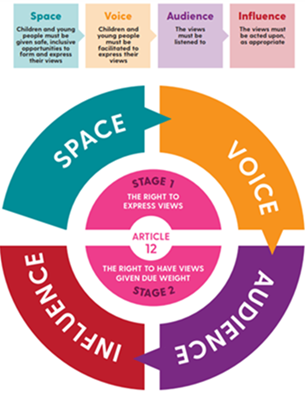 Space
Children and young
people must be
given safe, inclusive
opportunities to
form and express
their views
Voice
Children and
young people
must be
facilitated to
express their
views
Audience
The views
must be
listened to
Influence
The views must
be acted upon,
as appropriate
SPACE
VOICE
AUDIENCE
INFLUENCE
STAGE 1
THE RIGHT TO
EXPRESS VIEWS
ARTICLE
12
THE RIGHT TO HAVE VIEWS
GIVEN DUE WEIGHT
STAGE 2